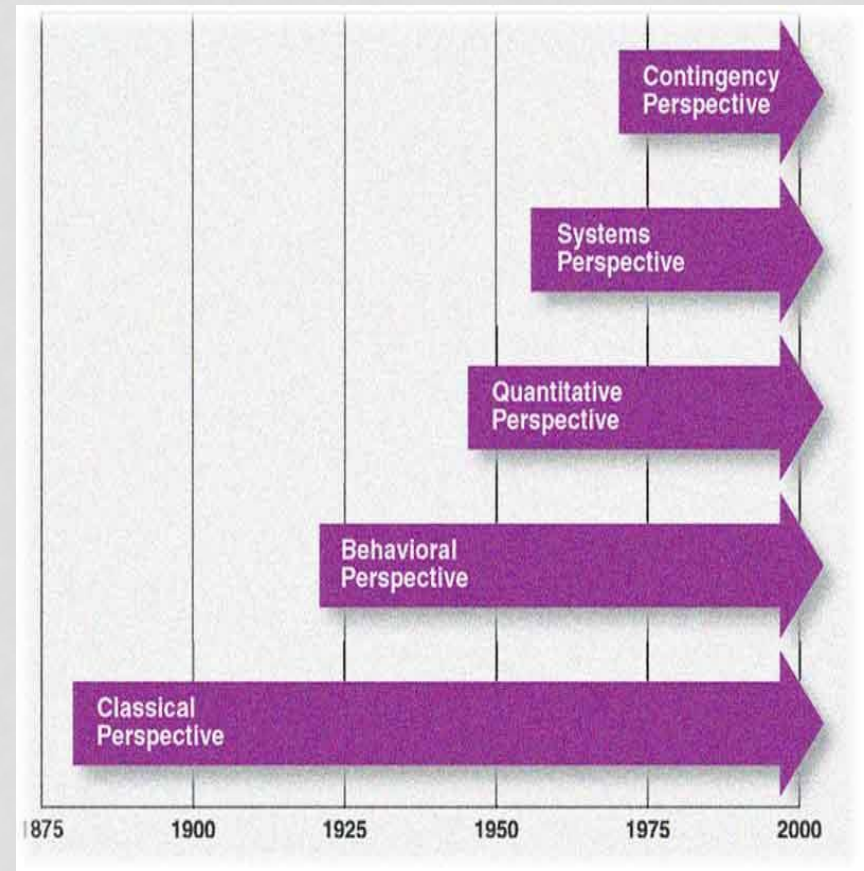 Contingency
Perspective
Systems
Perspective
Quantitative
Perspective
Behavioral
Perspective
Classical
Perspective
1875 1900 1925 1950 1975 2000